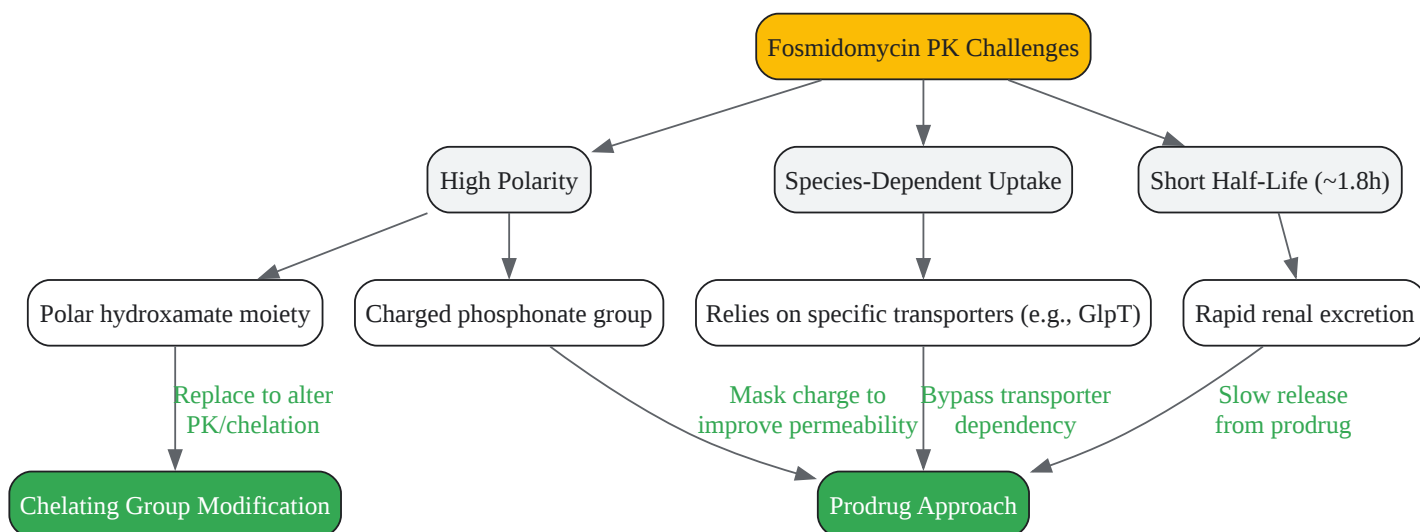 Fosmidomycin PK Challenges
High Polarity
Species-Dependent Uptake
Short Half-Life (~1.8h)
Polar hydroxamate moiety
Charged phosphonate group
Relies on specific transporters (e.g., GlpT)
Rapid renal excretion
Replace to alter
PK/chelation
Mask charge to
improve permeability
Bypass transporter
dependency
Slow release
from prodrug
Chelating Group Modification
Prodrug Approach